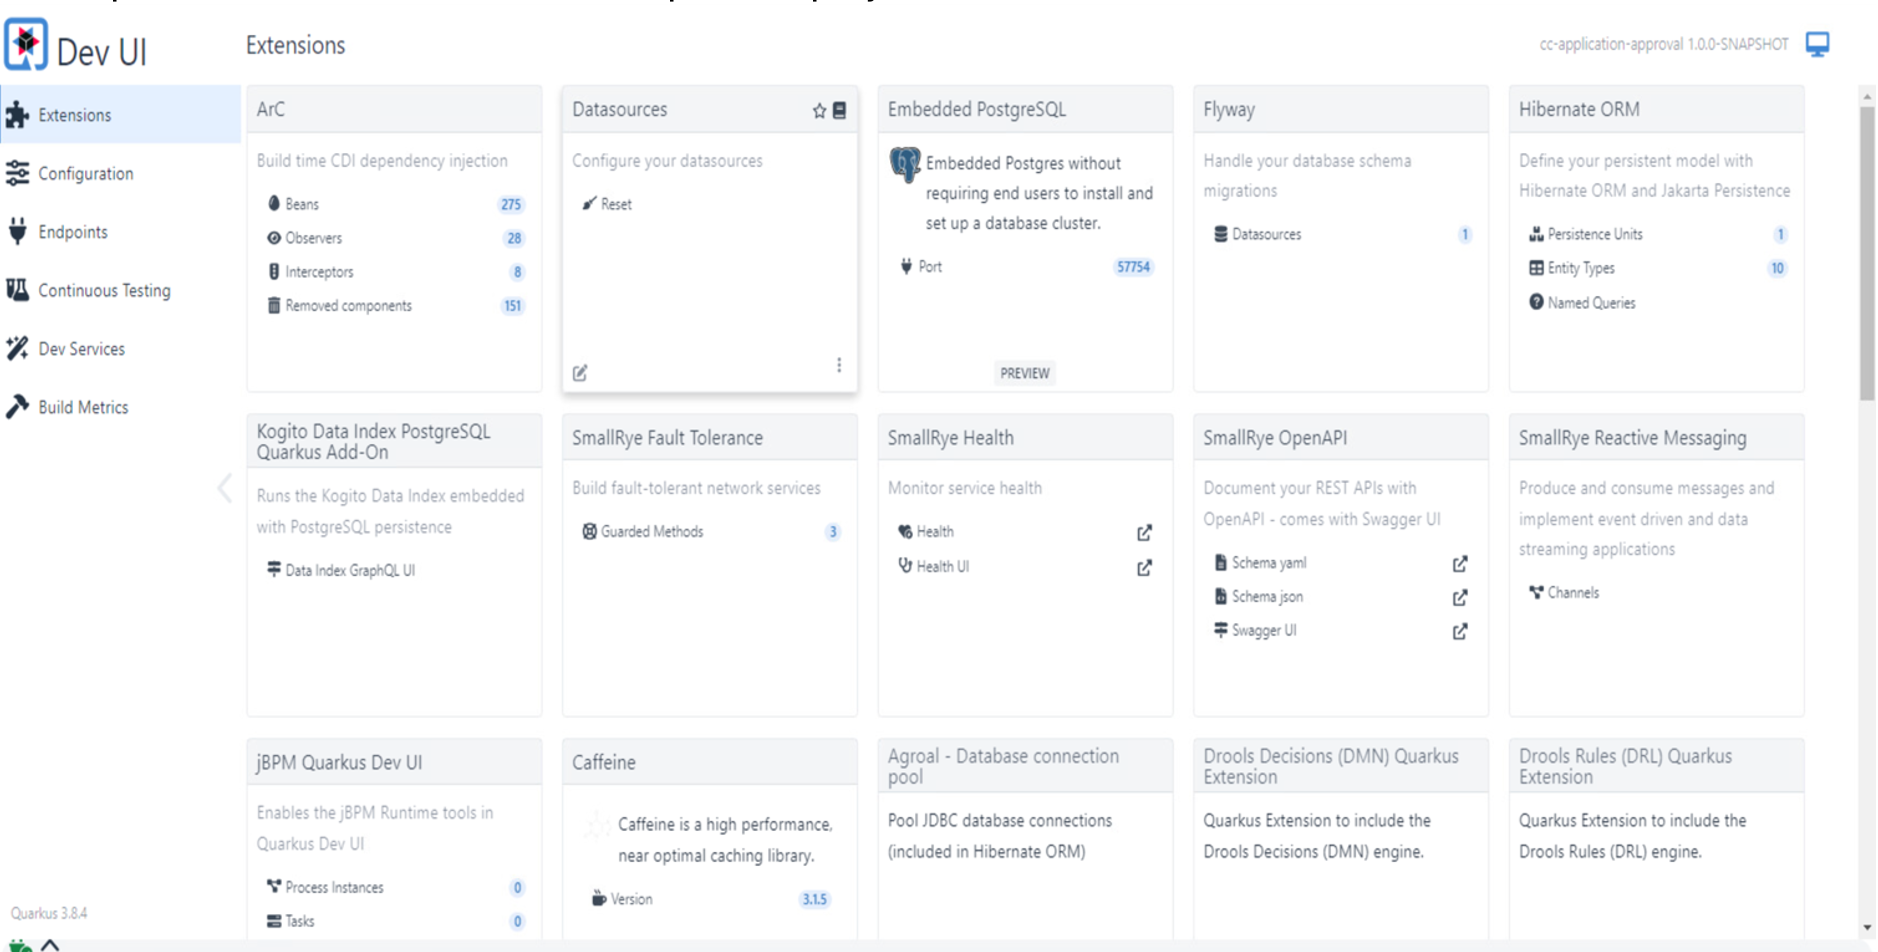 Dev UI
Extensions
cc-application-approval 1.0.0-SNAPSHOT
Extensions
Configuration
Endpoints
Continuous Testing
Dev Services
Build Metrics
Quarkus 3.8.4
ArC
Build time CDI dependency injection
Beans 275
Observers 28
Interceptors 8
Removed components 151
Datasources
Configure your datasources
Reset
Embedded PostgreSQL
Embedded Postgres without
requiring end users to install and
set up a database cluster.
Port 57754
PREVIEW
Flyway
Handle your database schema
migrations
Datasources 1
Hibernate ORM
Define your persistent model with
Hibernate ORM and Jakarta Persistence
Persistence Units 1
Entity Types 10
Named Queries
Kogito Data Index PostgreSQL
Quarkus Add-On
Runs the Kogito Data Index embedded
with PostgreSQL persistence
Data Index GraphQL UI
SmallRye Fault Tolerance
Build fault-tolerant network services
Guarded Methods 3
SmallRye Health
Monitor service health
Health
Health UI
SmallRye OpenAPI
Document your REST APIs with
OpenAPI - comes with Swagger UI
Schema yaml
Schema json
Swagger UI
SmallRye Reactive Messaging
Produce and consume messages and
implement event driven and data
streaming applications
Channels
jBPM Quarkus Dev UI
Enables the jBPM Runtime tools in
Quarkus Dev UI
Process Instances 0
Tasks 0
Caffeine
Caffeine is a high performance,
near optimal caching library.
Version 3.1.5
Agroal - Database connection
pool
Pool JDBC database connections
(included in Hibernate ORM)
Drools Decisions (DMN) Quarkus
Extension
Quarkus Extension to include the
Drools Decisions (DMN) engine.
Drools Rules (DRL) Quarkus
Extension
Quarkus Extension to include the
Drools Rules (DRL) engine.